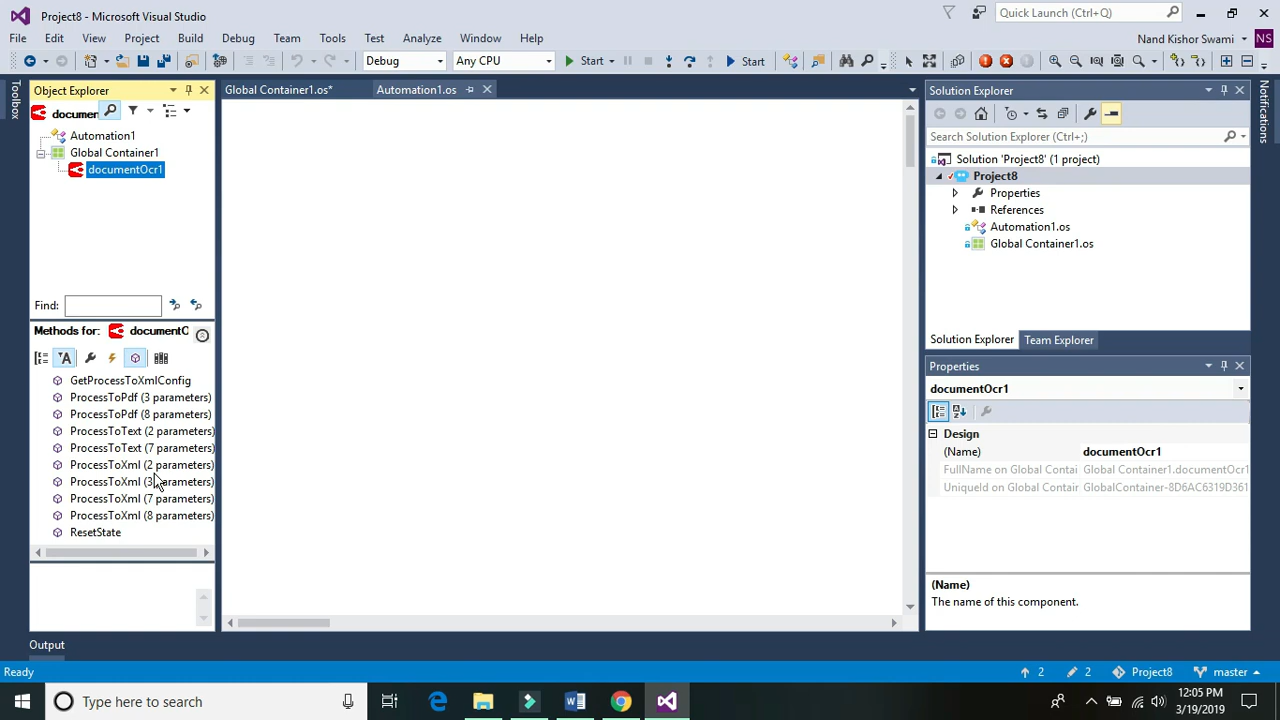 Project8 - Microsoft Visual Studio
Quick Launch (Ctrl+Q)
File Edit View Project Build Debug Team Tools Test Analyze Window Help
Nand Kishor Swami NS
Debug Any CPU Start Start
Toolbox
Object Explorer
documen
Automation1
Global Container1
documentOcr1
Find:
Methods for: documentO
GetProcessToXmlConfig
ProcessToPdf (3 parameters)
ProcessToPdf (8 parameters)
ProcessToText (2 parameters)
ProcessToText (7 parameters)
ProcessToXml (2 parameters)
ProcessToXml (3 parameters)
ProcessToXml (7 parameters)
ProcessToXml (8 parameters)
ResetState
Global Container1.os* Automation1.os
Solution Explorer
Search Solution Explorer (Ctrl+;)
Solution 'Project8' (1 project)
Project8
Properties
References
Automation1.os
Global Container1.os
Solution Explorer Team Explorer
Properties
documentOcr1
Design
(Name) documentOcr1
FullName on Global Contai Global Container1.documentOcr1
UniqueId on Global Contair GlobalContainer-8D6AC6319D361
(Name)
The name of this component.
Notifications
Output
Ready 2 2 Project8 master
Type here to search
12:05 PM
3/19/2019